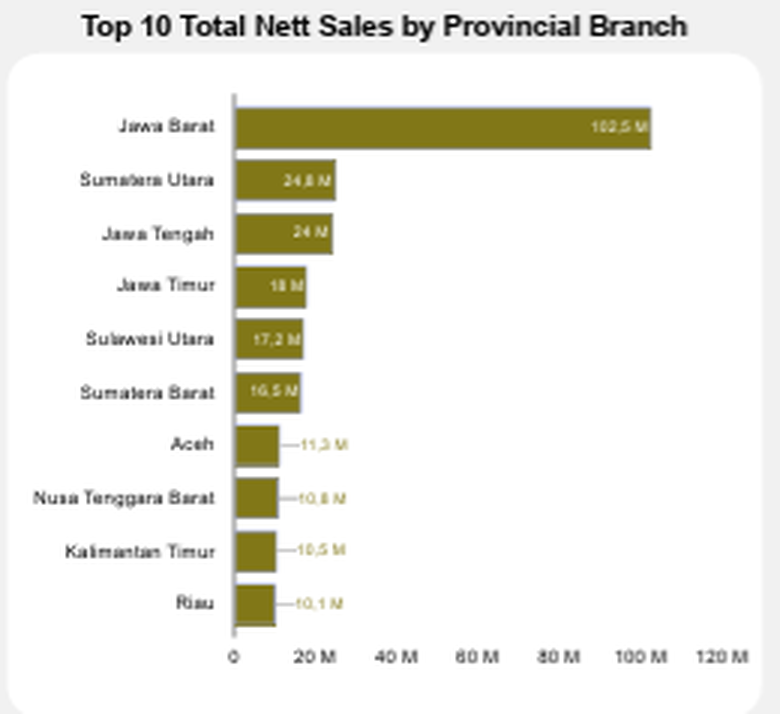 Top 10 Total Nett Sales by Provincial Branch
Jawa Barat 102,5 M
Sumatera Utara 24,8 M
Jawa Tengah 24 M
Jawa Timur 18 M
Sulawesi Utara 17,2 M
Sumatera Barat 16,5 M
Aceh 11,3 M
Nusa Tenggara Barat 10,8 M
Kalimantan Timur 10,5 M
Riau 10,1 M
0 20 M 40 M 60 M 80 M 100 M 120 M